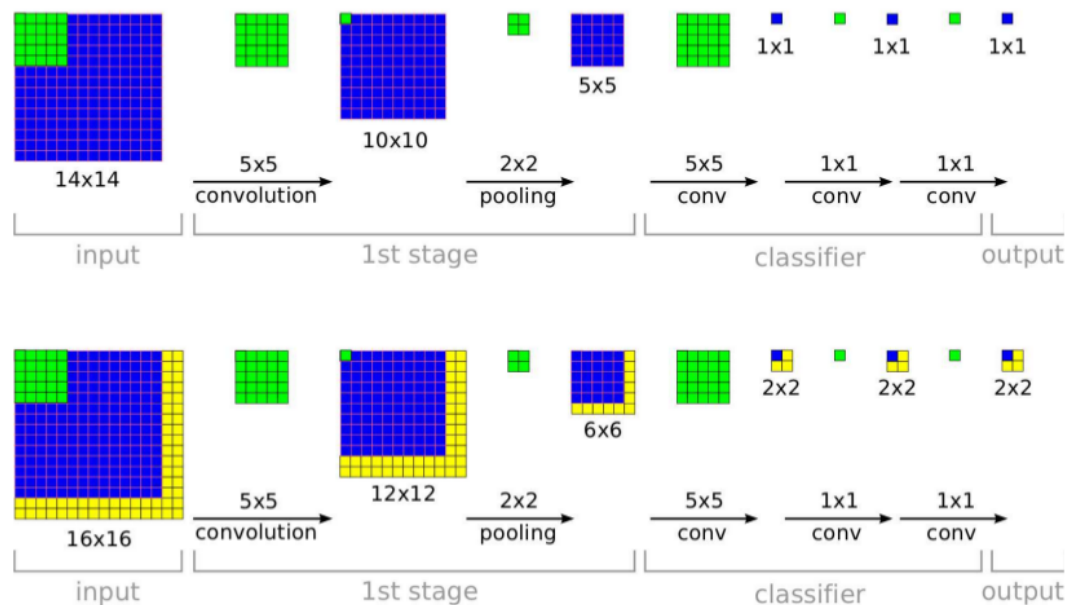 1x1 1x1 1x1
5x5
10x10
14x14
5x5 2x2 5x5 1x1 1x1
convolution pooling conv conv conv
input 1st stage classifier output
2x2 2x2 2x2
6x6
12x12
16x16
5x5 2x2 5x5 1x1 1x1
convolution pooling conv conv conv
input 1st stage classifier output